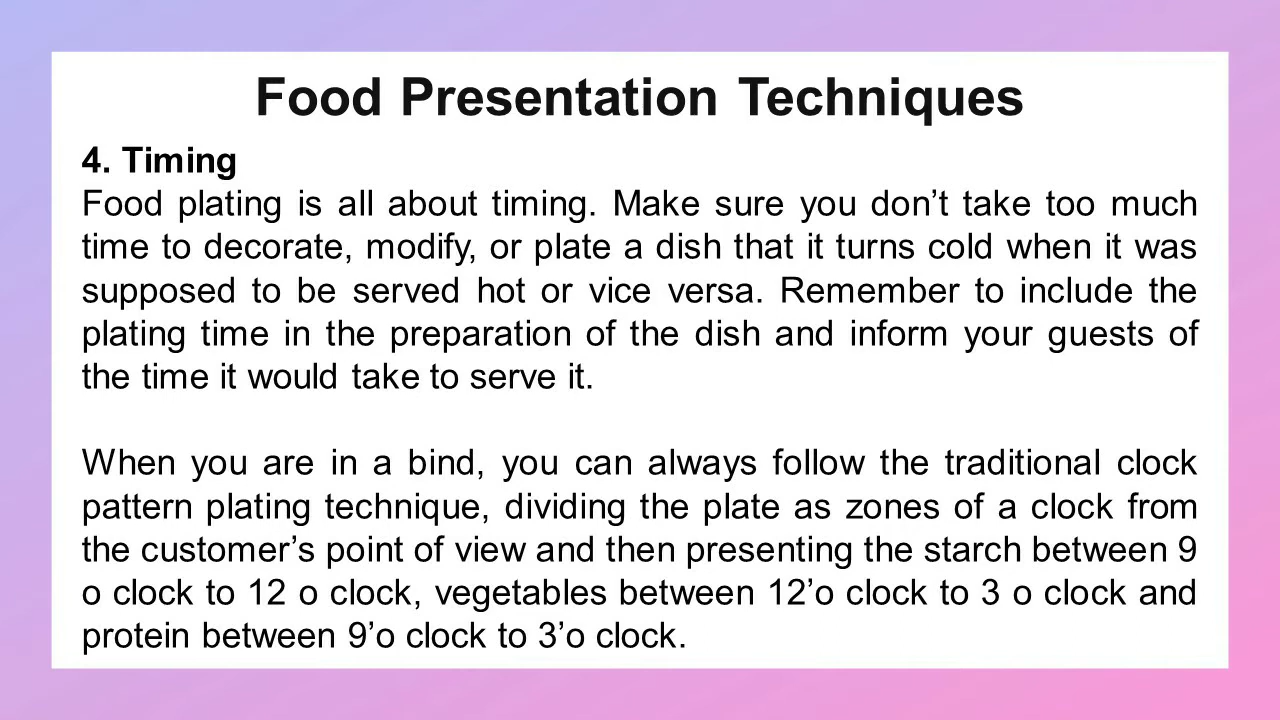 Food Presentation Techniques
4. Timing
Food plating is all about timing. Make sure you don’t take too much
time to decorate, modify, or plate a dish that it turns cold when it was
supposed to be served hot or vice versa. Remember to include the
plating time in the preparation of the dish and inform your guests of
the time it would take to serve it.
When you are in a bind, you can always follow the traditional clock
pattern plating technique, dividing the plate as zones of a clock from
the customer’s point of view and then presenting the starch between 9
o clock to 12 o clock, vegetables between 12’o clock to 3 o clock and
protein between 9’o clock to 3’o clock.